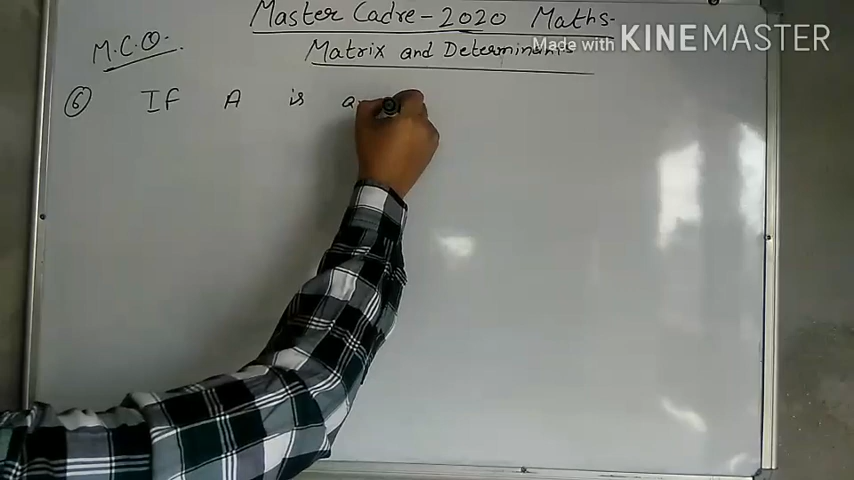 Master Cadre-2020 Maths.
M.C.Q.
Matrix and Determinants
Made with KINEMASTER
6 If A is